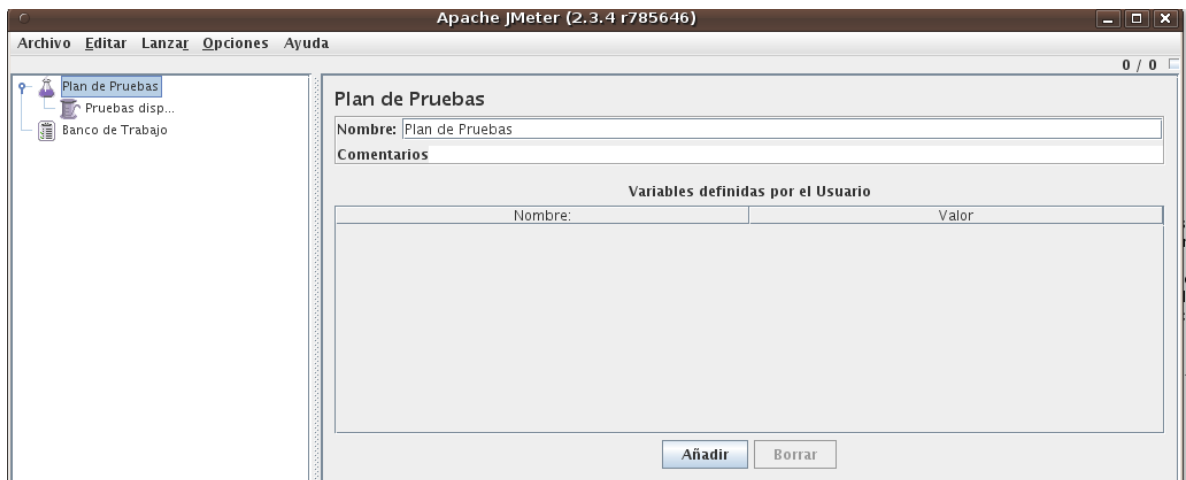 Apache JMeter (2.3.4 r785646)
Archivo Editar Lanzar Opciones Ayuda
0 / 0
Plan de Pruebas
Pruebas disp...
Banco de Trabajo
Plan de Pruebas
Nombre: Plan de Pruebas
Comentarios
Variables definidas por el Usuario
Nombre: Valor
Añadir Borrar